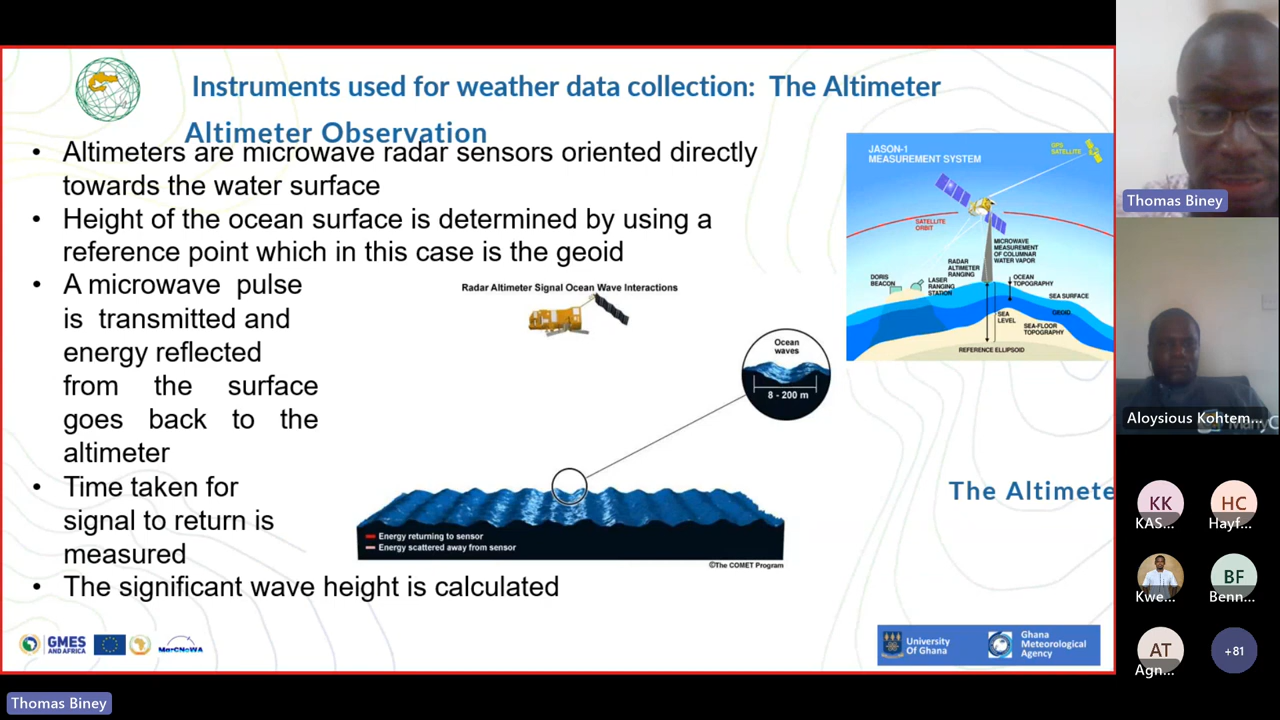 Instruments used for weather data collection: The Altimeter
Altimeter Observation
• Altimeters are microwave radar sensors oriented directly
towards the water surface
• Height of the ocean surface is determined by using a
reference point which in this case is the geoid
• A microwave pulse
is transmitted and
energy reflected
from the surface
goes back to the
altimeter
• Time taken for
signal to return is
measured
• The significant wave height is calculated
Radar Altimeter Signal Ocean Wave Interactions
Ocean
waves
8 - 200 m
Energy returning to sensor
Energy scattered away from sensor
©The COMET Program
JASON-1
MEASUREMENT SYSTEM
GPS
SATELLITE
SATELLITE
ORBIT
MICROWAVE
MEASUREMENT
OF COLUMNAR
WATER VAPOR
RADAR
ALTIMETER
RANGING
DORIS
BEACON
LASER
RANGING
STATION
OCEAN
TOPOGRAPHY
SEA SURFACE
GEOID
SEA
LEVEL
SEA-FLOOR
TOPOGRAPHY
REFERENCE ELLIPSOID
The Altimete
GMES
AND AFRICA
MarCNoWA
University
Of Ghana
Ghana
Meteorological
Agency
Thomas Biney
Aloysious Kohtem...
KK
KAS...
HC
Hayf...
Kwe...
BF
Benn...
AT
Agn...
+81
Thomas Biney